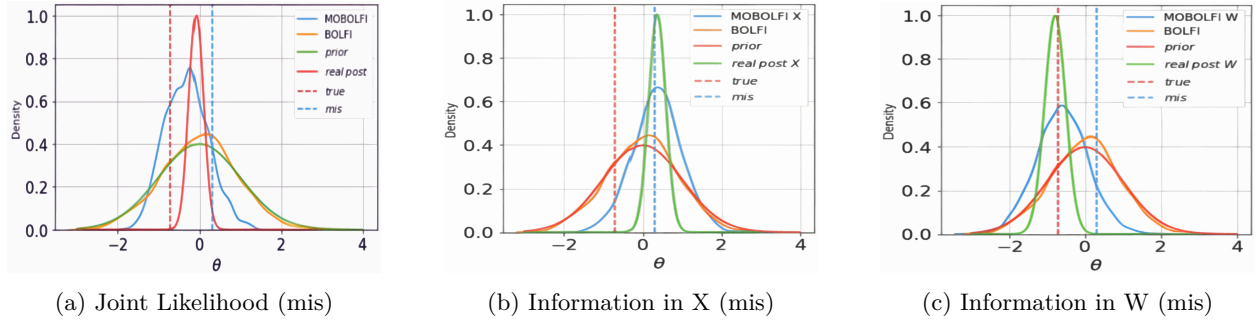 1.0
0.8
0.6
0.4
0.2
0.0
Density
-2
0
2
4
θ
MOBOLFI
BOLFI
prior
real post
true
mis
(a) Joint Likelihood (mis)
1.0
0.8
0.6
0.4
0.2
0.0
Density
−2
0
2
4
θ
MOBOLFI X
BOLFI
prior
real post X
true
mis
(b) Information in X (mis)
1.0
0.8
0.6
0.4
0.2
0.0
Density
−2
0
2
4
θ
MOBOLFI W
BOLFI
prior
real post W
true
mis
(c) Information in W (mis)